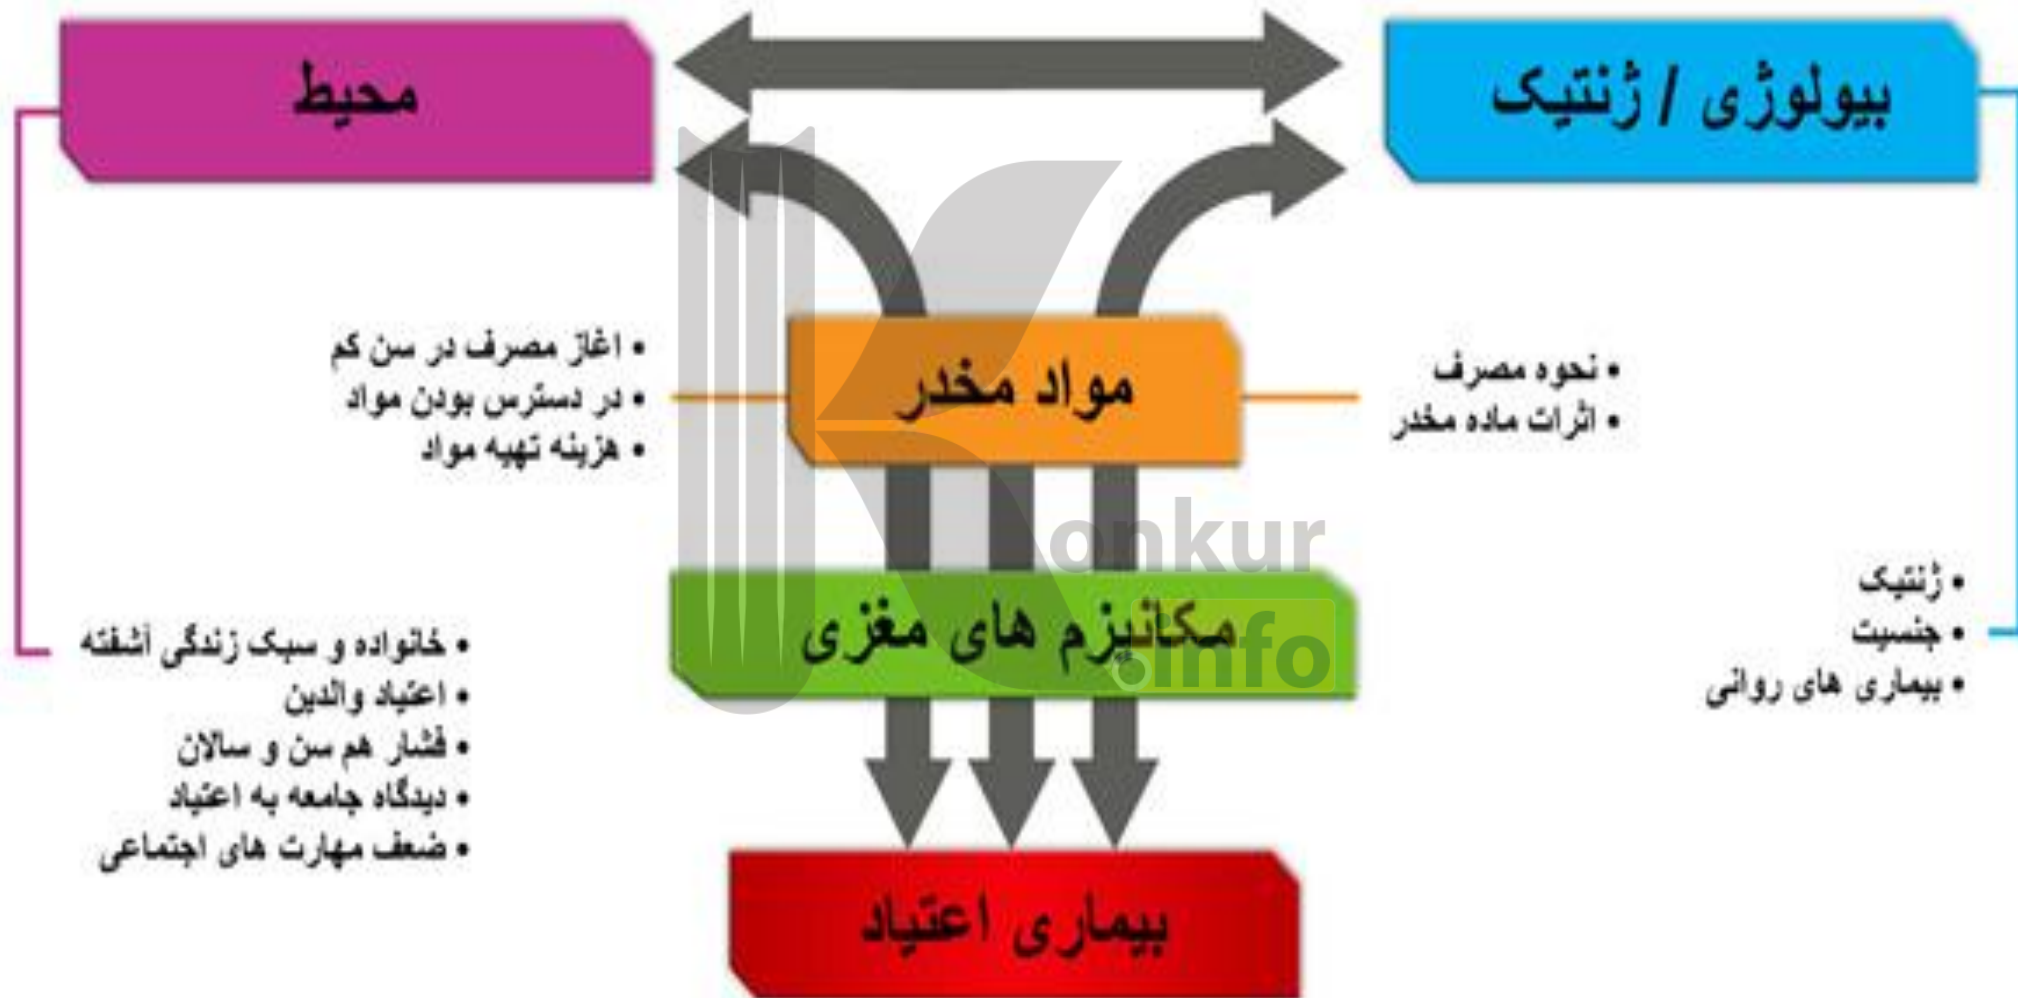 بیولوژی / ژنتیک
محیط
مواد مخدر
• نحوه مصرف
• اثرات ماده مخدر
• اغاز مصرف در سن کم
• در دسترس بودن مواد
• هزینه تهیه مواد
مکانیزم های مغزی
• ژنتیک
• جنسیت
• بیماری های روانی
• خانواده و سبک زندگی آشفته
• اعتیاد والدین
• فشار هم سن و سالان
• دیدگاه جامعه به اعتیاد
• ضعف مهارت های اجتماعی
بیماری اعتیاد
Konkur
.info